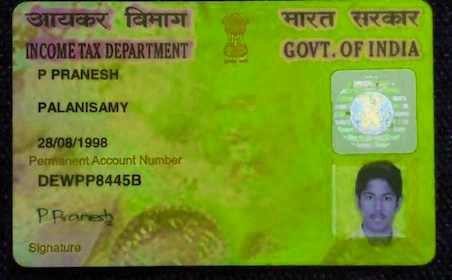 आयकर विभाग भारत सरकार
INCOME TAX DEPARTMENT GOVT. OF INDIA
P PRANESH
PALANISAMY
28/08/1998
Permanent Account Number
DEWPP8445B
P.Pranesh
Signature